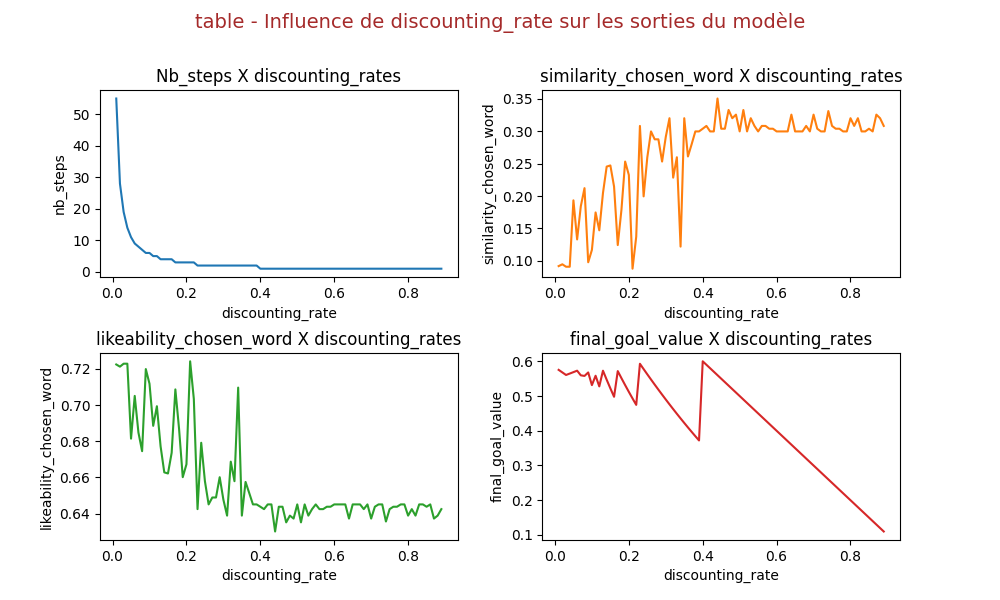 table - Influence de discounting_rate sur les sorties du modèle
Nb_steps X discounting_rates
nb_steps
50
40
30
20
10
0
0.0 0.2 0.4 0.6 0.8
discounting_rate
similarity_chosen_word X discounting_rates
similarity_chosen_word
0.35
0.30
0.25
0.20
0.15
0.10
0.0 0.2 0.4 0.6 0.8
discounting_rate
likeability_chosen_word X discounting_rates
likeability_chosen_word
0.72
0.70
0.68
0.66
0.64
0.0 0.2 0.4 0.6 0.8
discounting_rate
final_goal_value X discounting_rates
final_goal_value
0.6
0.5
0.4
0.3
0.2
0.1
0.0 0.2 0.4 0.6 0.8
discounting_rate